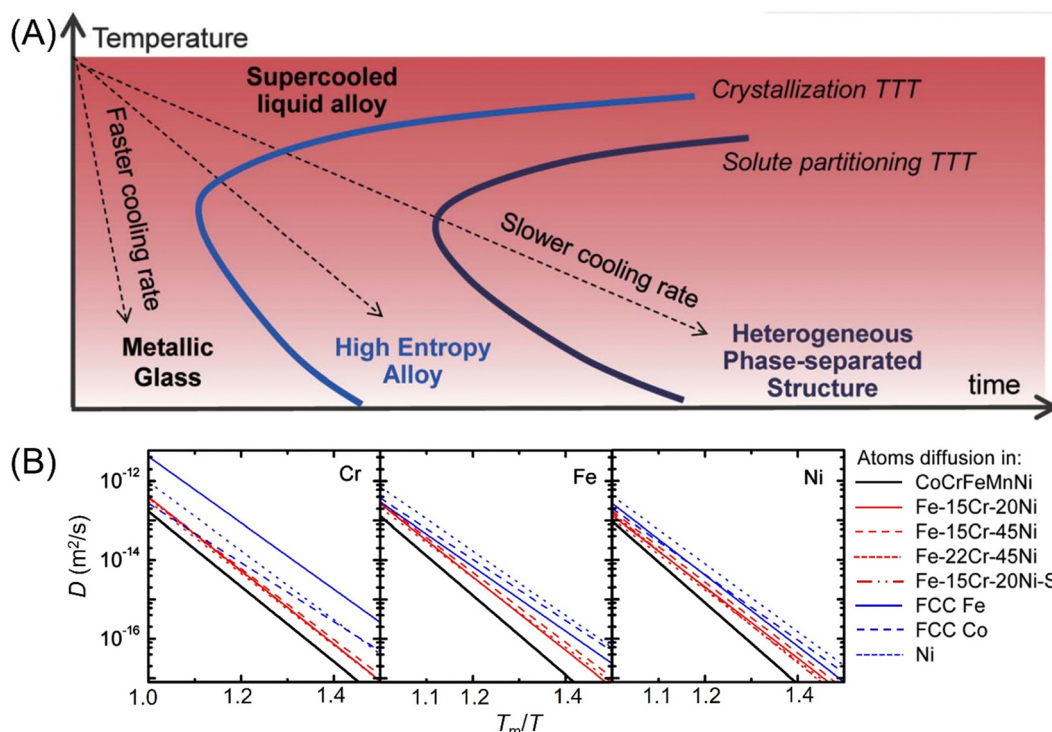 (A)
Temperature
Supercooled
liquid alloy
Crystallization TTT
Solute partitioning TTT
Faster cooling rate
Slower cooling rate
Metallic
Glass
High Entropy
Alloy
Heterogeneous
Phase-separated
Structure
time
(B)
D (m²/s)
10⁻¹²
10⁻¹⁴
10⁻¹⁶
Cr
Fe
Ni
1.0 1.2 1.4 1.1 1.2 1.4 1.1 1.2 1.4
Tₘ/T
Atoms diffusion in:
CoCrFeMnNi
Fe-15Cr-20Ni
Fe-15Cr-45Ni
Fe-22Cr-45Ni
Fe-15Cr-20Ni-S
FCC Fe
FCC Co
Ni